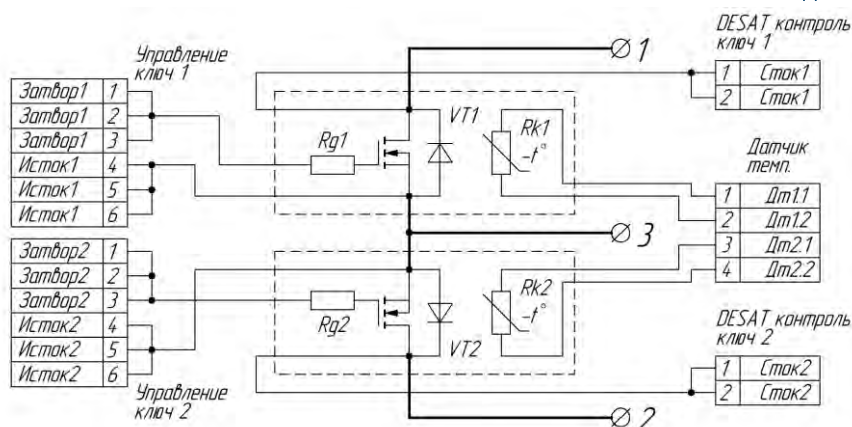 Управление
ключ 1
Затвор1 1
Затвор1 2
Затвор1 3
Исток1 4
Исток1 5
Исток1 6
Затвор2 1
Затвор2 2
Затвор2 3
Исток2 4
Исток2 5
Исток2 6
Управление
ключ 2
Rg1
VT1
Rk1
-t°
1
3
Rg2
VT2
Rk2
-t°
2
DESAT контроль
ключ 1
1 Сток1
2 Сток1
Датчик
темп.
1 Дт1.1
2 Дт1.2
3 Дт2.1
4 Дт2.2
DESAT контроль
ключ 2
1 Сток2
2 Сток2